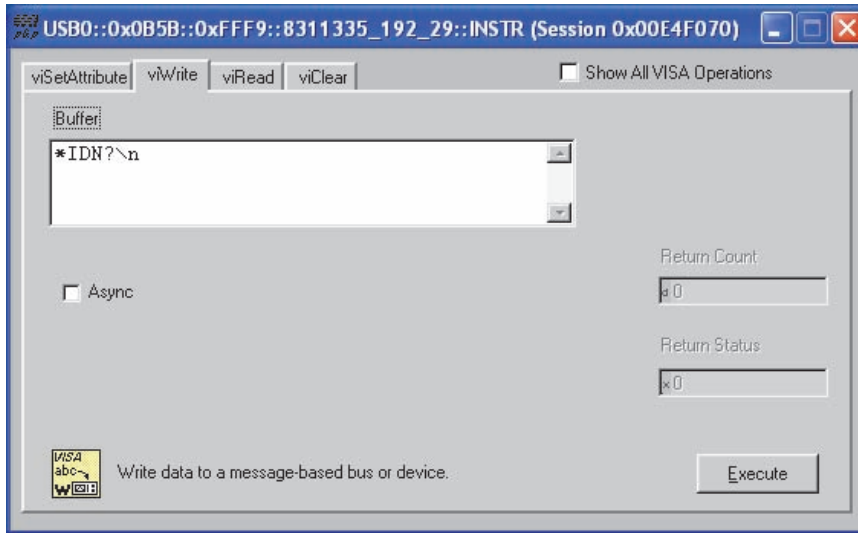 USB0::0x0B5B::0xFFF9::8311335_192_29::INSTR (Session 0x00E4F070)
viSetAttribute viWrite viRead viClear Show All VISA Operations
Buffer
*IDN?\n
Return Count
Async
d 0
Return Status
x 0
VISA
abc
W
Write data to a message-based bus or device.
Execute